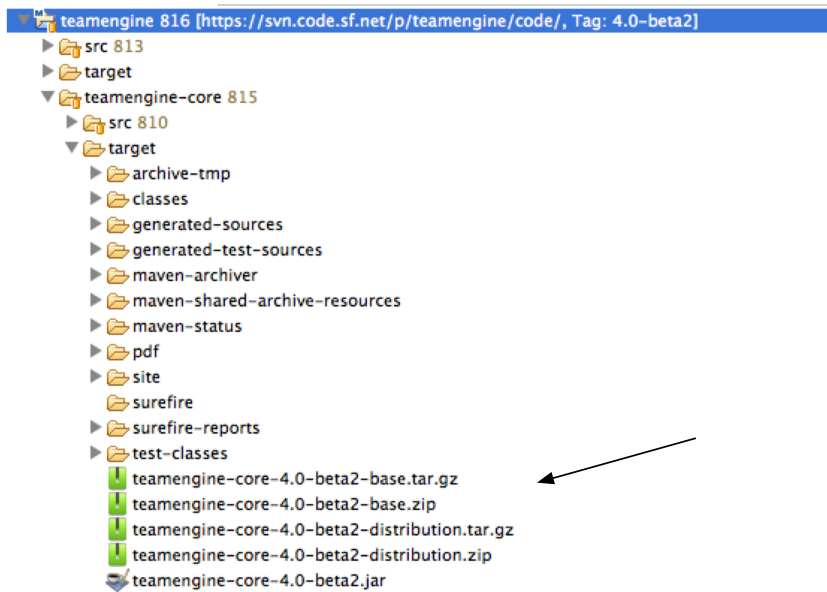 teamengine 816 [https://svn.code.sf.net/p/teamengine/code/, Tag: 4.0-beta2]
src 813
target
teamengine-core 815
src 810
target
archive-tmp
classes
generated-sources
generated-test-sources
maven-archiver
maven-shared-archive-resources
maven-status
pdf
site
surefire
surefire-reports
test-classes
teamengine-core-4.0-beta2-base.tar.gz
teamengine-core-4.0-beta2-base.zip
teamengine-core-4.0-beta2-distribution.tar.gz
teamengine-core-4.0-beta2-distribution.zip
teamengine-core-4.0-beta2.jar